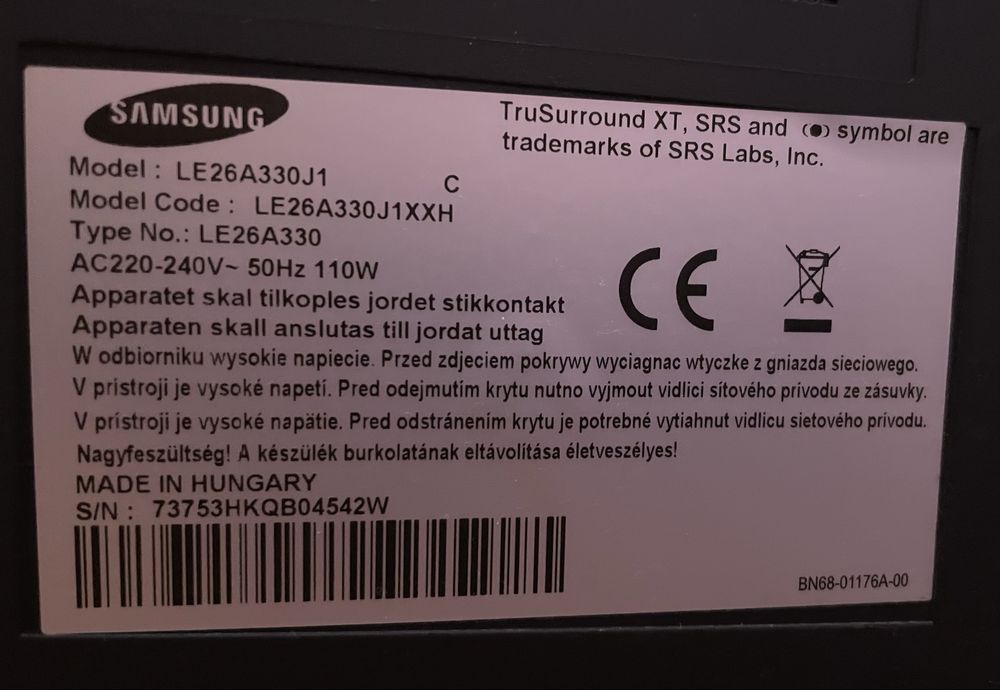 SAMSUNG
TruSurround XT, SRS and (●) symbol are
trademarks of SRS Labs, Inc.
Model : LE26A330J1
C
Model Code : LE26A330J1XXH
Type No.: LE26A330
AC220-240V~ 50Hz 110W
Apparatet skal tilkoples jordet stikkontakt
Apparaten skall anslutas till jordat uttag
W odbiorniku wysokie napiecie. Przed zdjeciem pokrywy wyciagnac wtyczke z gniazda sieciowego.
V prístroji je vysoké napetí. Pred odejmutím krytu nutno vyjmout vidlici sítového prívodu ze zásuvky.
V prístroji je vysoké napätie. Pred odstránením krytu je potrebné vytiahnut vidlicu sietového prívodu.
Nagyfeszültség! A készülék burkolatának eltávolítása életveszélyes!
MADE IN HUNGARY
S/N : 73753HKQB04542W
CE
BN68-01176A-00